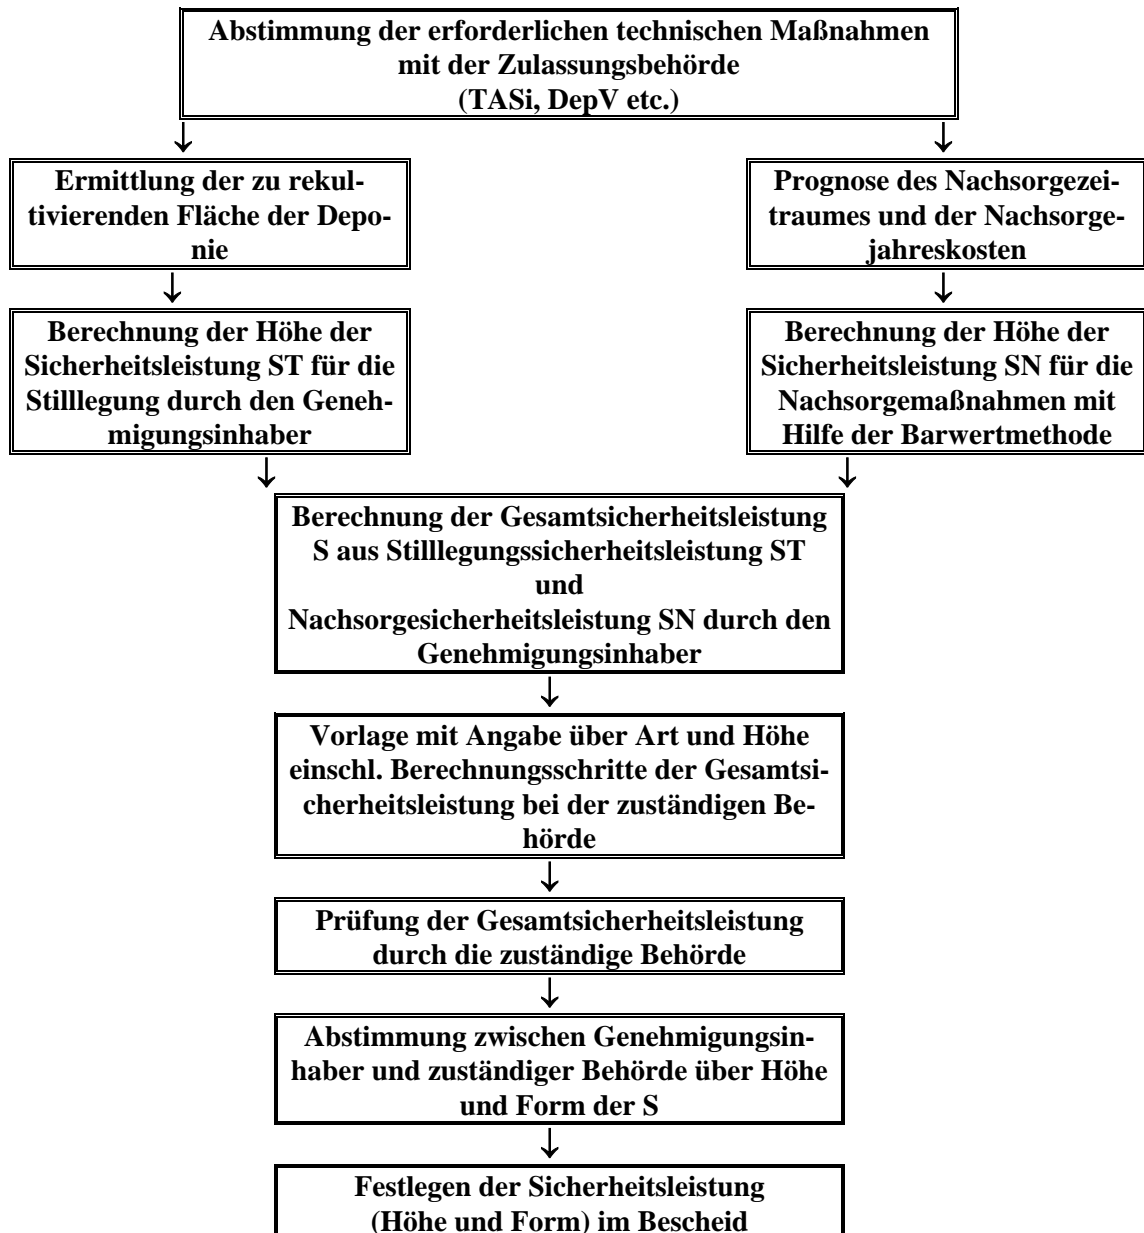 Abstimmung der erforderlichen technischen Maßnahmen
mit der Zulassungsbehörde
(TASi, DepV etc.)
Ermittlung der zu rekul-
tivierenden Fläche der Depo-
nie
Prognose des Nachsorgezei-
traumes und der Nachsorge-
jahreskosten
Berechnung der Höhe der
Sicherheitsleistung ST für die
Stilllegung durch den Geneh-
migungsinhaber
Berechnung der Höhe der
Sicherheitsleistung SN für die
Nachsorgemaßnahmen mit
Hilfe der Barwertmethode
Berechnung der Gesamtsicherheitsleistung
S aus Stilllegungssicherheitsleistung ST
und
Nachsorgesicherheitsleistung SN durch den
Genehmigungsinhaber
Vorlage mit Angabe über Art und Höhe
einschl. Berechnungsschritte der Gesamtsi-
cherheitsleistung bei der zuständigen Be-
hörde
Prüfung der Gesamtsicherheitsleistung
durch die zuständige Behörde
Abstimmung zwischen Genehmigungsin-
haber und zuständiger Behörde über Höhe
und Form der S
Festlegen der Sicherheitsleistung
(Höhe und Form) im Bescheid